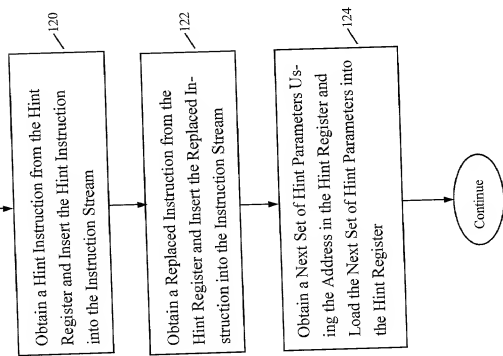 Obtain a Hint Instruction from the Hint
Register and Insert the Hint Instruction
into the Instruction Stream
120
Obtain a Replaced Instruction from the
Hint Register and Insert the Replaced In-
struction into the Instruction Stream
122
Obtain a Next Set of Hint Parameters Us-
ing the Address in the Hint Register and
Load the Next Set of Hint Parameters into
the Hint Register
124
Continue